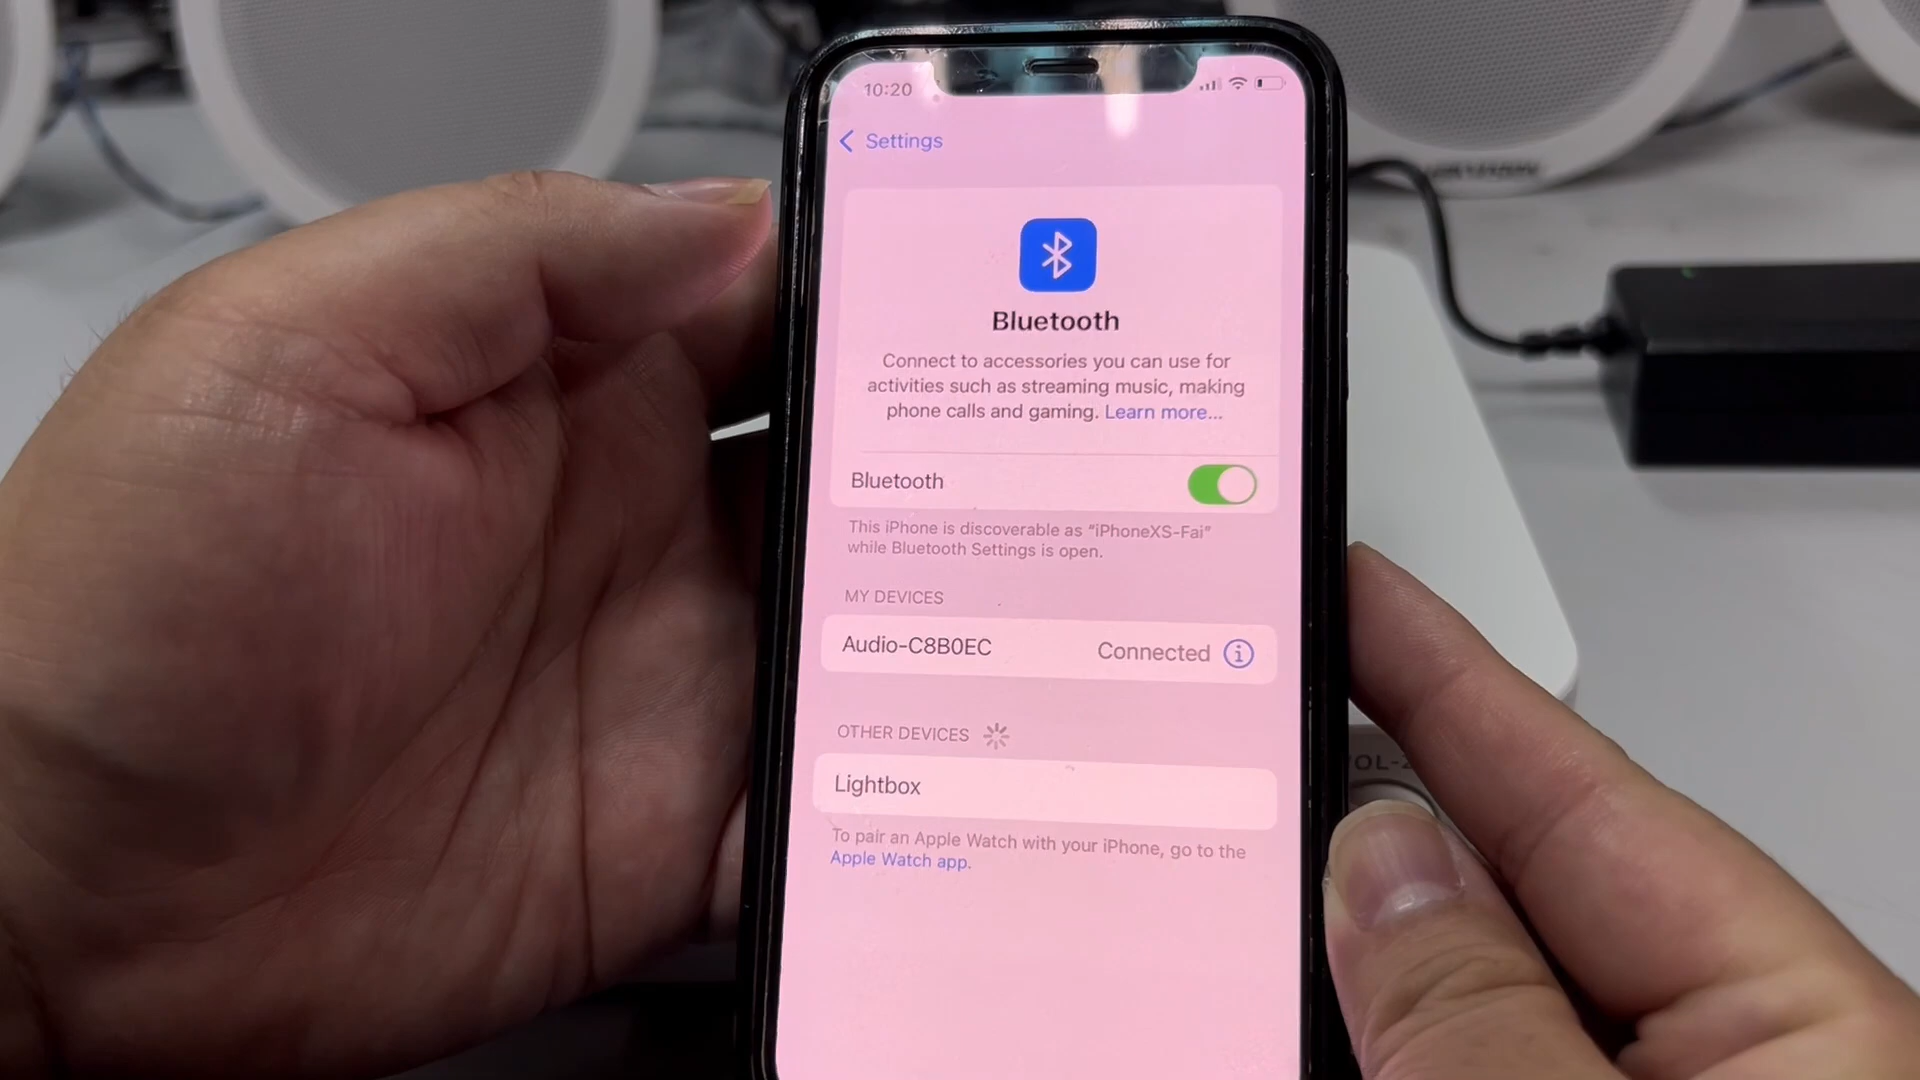 10:20
Settings
Bluetooth
Connect to accessories you can use for
activities such as streaming music, making
phone calls and gaming. Learn more...
Bluetooth
This iPhone is discoverable as “iPhoneXS-Fai”
while Bluetooth Settings is open.
MY DEVICES
Audio-C8B0EC Connected
OTHER DEVICES
Lightbox
To pair an Apple Watch with your iPhone, go to the
Apple Watch app.